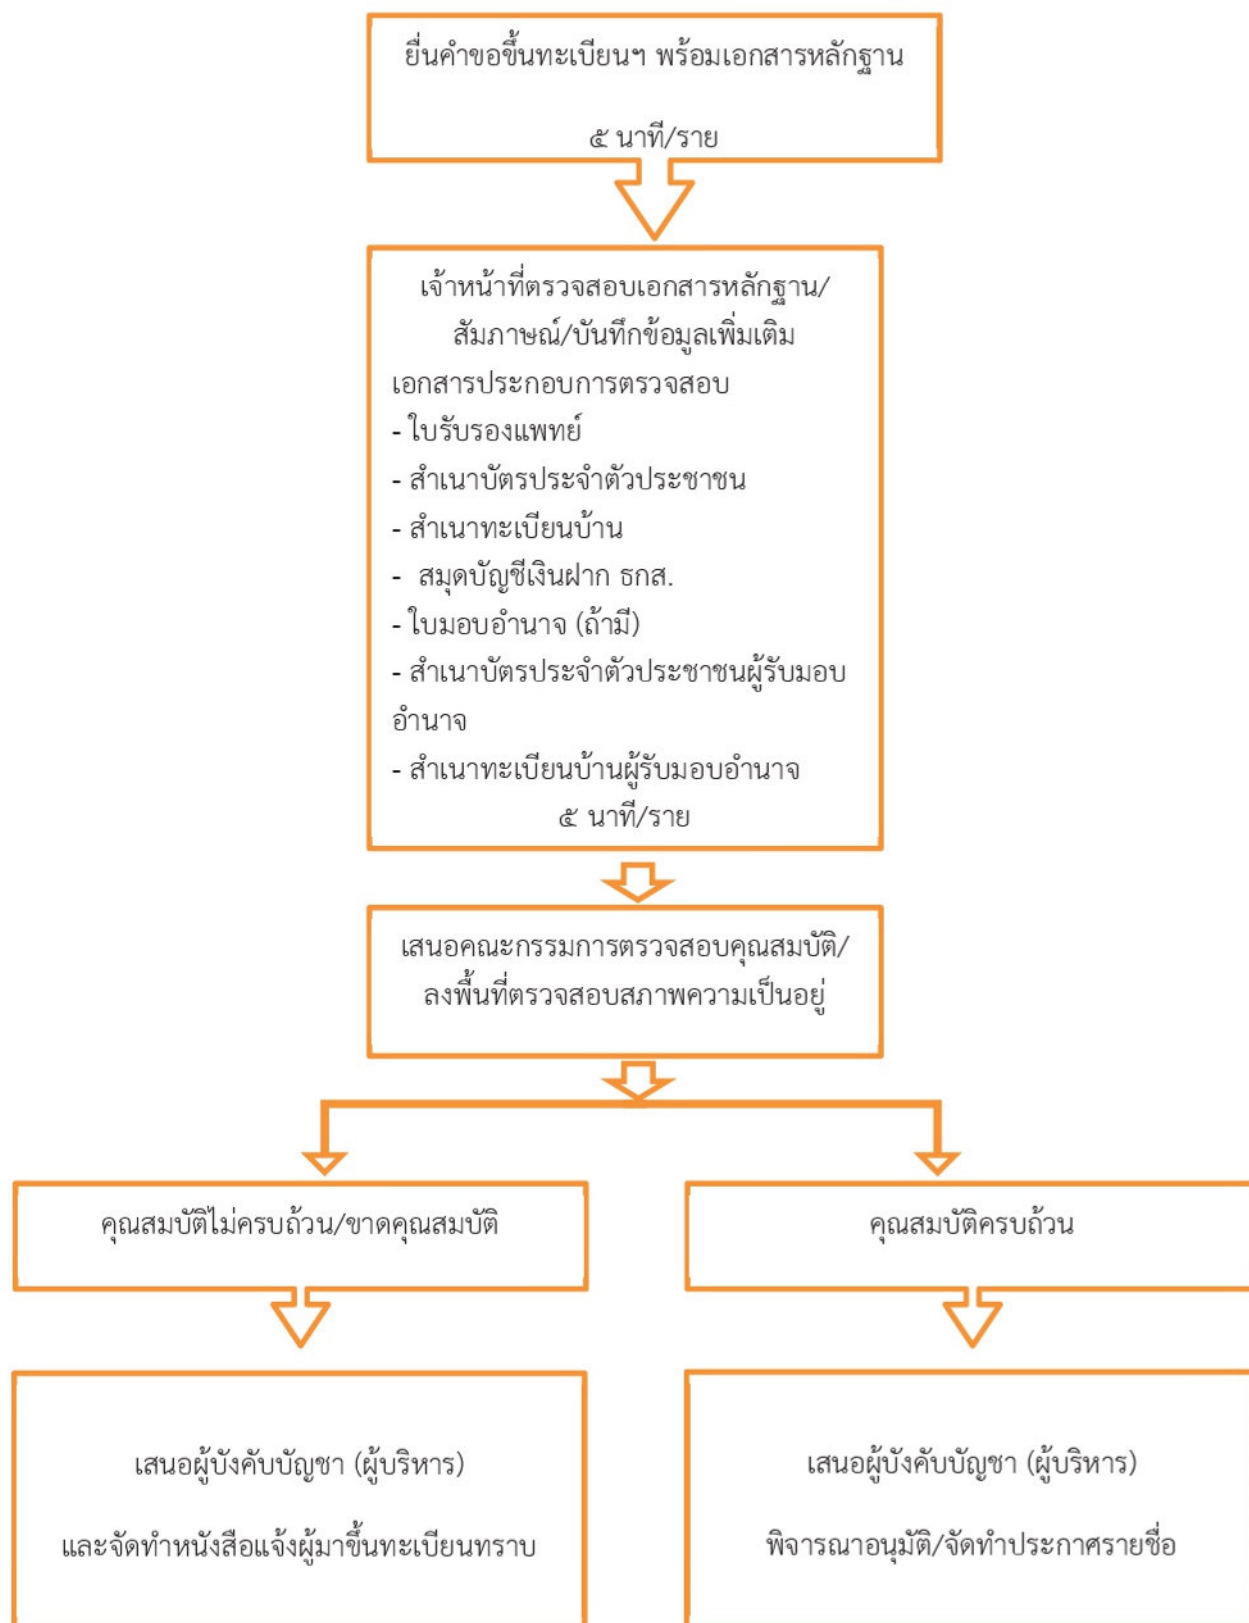 ยื่นคำขอขึ้นทะเบียนฯ พร้อมเอกสารหลักฐาน
๕ นาที/ราย
เจ้าหน้าที่ตรวจสอบเอกสารหลักฐาน/
สัมภาษณ์/บันทึกข้อมูลเพิ่มเติม
เอกสารประกอบการตรวจสอบ
- ใบรับรองแพทย์
- สำเนาบัตรประจำตัวประชาชน
- สำเนาทะเบียนบ้าน
- สมุดบัญชีเงินฝาก ธกส.
- ใบมอบอำนาจ (ถ้ามี)
- สำเนาบัตรประจำตัวประชาชนผู้รับมอบ
อำนาจ
- สำเนาทะเบียนบ้านผู้รับมอบอำนาจ
๕ นาที/ราย
เสนอคณะกรรมการตรวจสอบคุณสมบัติ/
ลงพื้นที่ตรวจสอบสภาพความเป็นอยู่
คุณสมบัติไม่ครบถ้วน/ขาดคุณสมบัติ
คุณสมบัติครบถ้วน
เสนอผู้บังคับบัญชา (ผู้บริหาร)
และจัดทำหนังสือแจ้งผู้มาขึ้นทะเบียนทราบ
เสนอผู้บังคับบัญชา (ผู้บริหาร)
พิจารณาอนุมัติ/จัดทำประกาศรายชื่อ